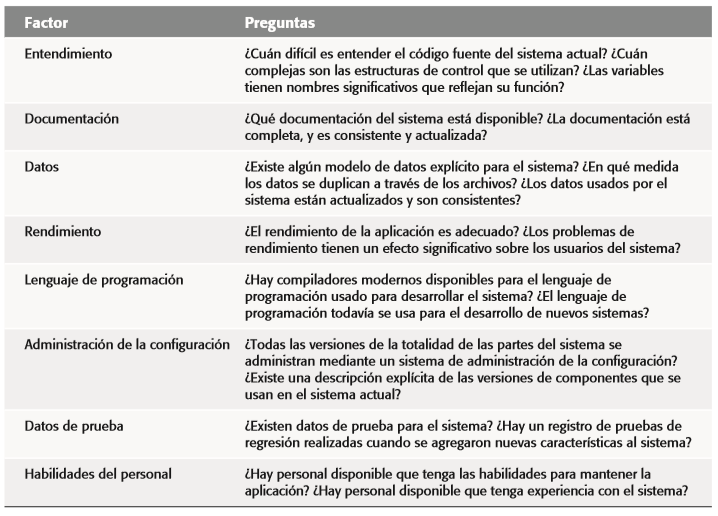 Factor Preguntas
Entendimiento ¿Cuán difícil es entender el código fuente del sistema actual? ¿Cuán
complejas son las estructuras de control que se utilizan? ¿Las variables
tienen nombres significativos que reflejan su función?
Documentación ¿Qué documentación del sistema está disponible? ¿La documentación está
completa, y es consistente y actualizada?
Datos ¿Existe algún modelo de datos explícito para el sistema? ¿En qué medida
los datos se duplican a través de los archivos? ¿Los datos usados por el
sistema están actualizados y son consistentes?
Rendimiento ¿El rendimiento de la aplicación es adecuado? ¿Los problemas de
rendimiento tienen un efecto significativo sobre los usuarios del sistema?
Lenguaje de programación ¿Hay compiladores modernos disponibles para el lenguaje de
programación usado para desarrollar el sistema? ¿El lenguaje de
programación todavía se usa para el desarrollo de nuevos sistemas?
Administración de la configuración ¿Todas las versiones de la totalidad de las partes del sistema se
administran mediante un sistema de administración de la configuración?
¿Existe una descripción explícita de las versiones de componentes que se
usan en el sistema actual?
Datos de prueba ¿Existen datos de prueba para el sistema? ¿Hay un registro de pruebas de
regresión realizadas cuando se agregaron nuevas características al sistema?
Habilidades del personal ¿Hay personal disponible que tenga las habilidades para mantener la
aplicación? ¿Hay personal disponible que tenga experiencia con el sistema?